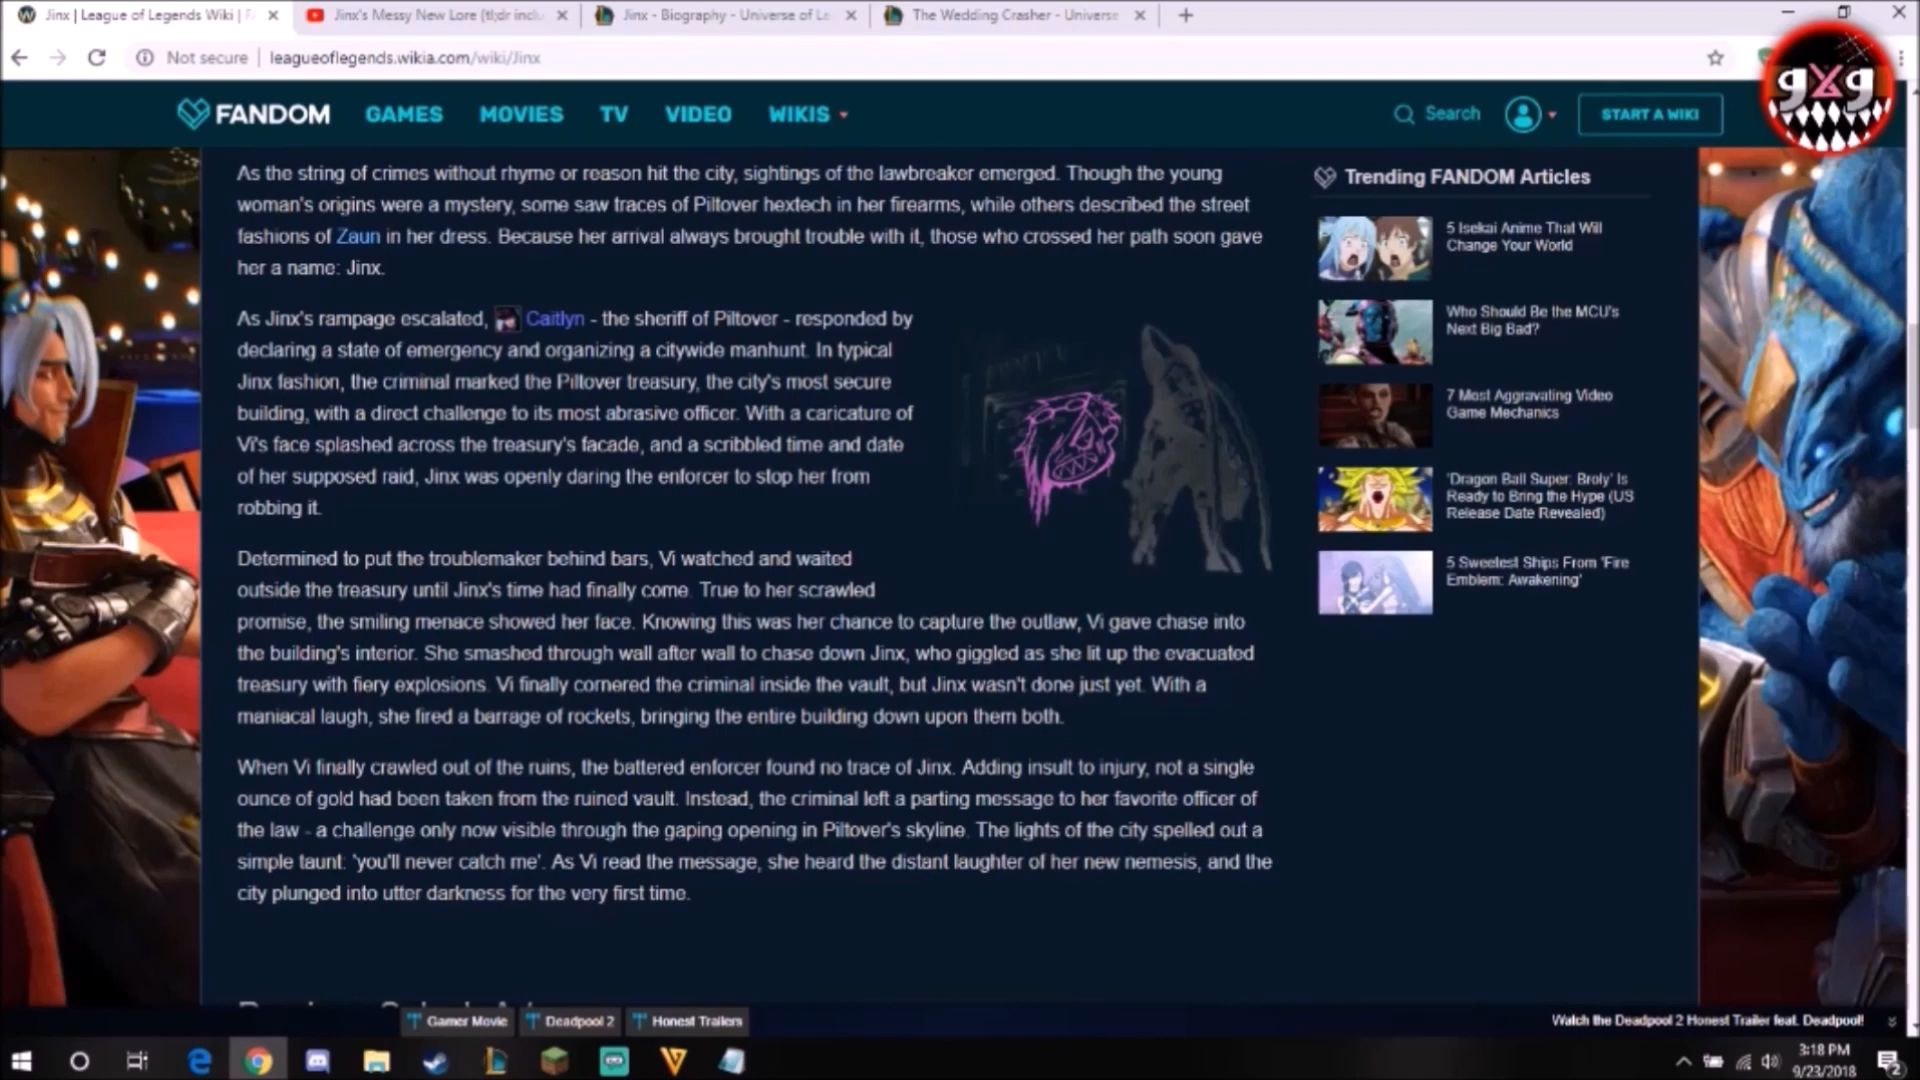 Jinx | League of Legends Wiki | F
Jinx's Messy New Lore (tl;dr inclu
Jinx - Biography - Universe of Le
The Wedding Crasher - Universe
Not secure
leagueoflegends.wikia.com/wiki/Jinx
gxg
FANDOM
GAMES
MOVIES
TV
VIDEO
WIKIS
Search
START A WIKI
As the string of crimes without rhyme or reason hit the city, sightings of the lawbreaker emerged. Though the young
woman's origins were a mystery, some saw traces of Piltover hextech in her firearms, while others described the street
fashions of Zaun in her dress. Because her arrival always brought trouble with it, those who crossed her path soon gave
her a name: Jinx.
As Jinx's rampage escalated, Caitlyn - the sheriff of Piltover - responded by
declaring a state of emergency and organizing a citywide manhunt. In typical
Jinx fashion, the criminal marked the Piltover treasury, the city's most secure
building, with a direct challenge to its most abrasive officer. With a caricature of
Vi's face splashed across the treasury's facade, and a scribbled time and date
of her supposed raid, Jinx was openly daring the enforcer to stop her from
robbing it.
Determined to put the troublemaker behind bars, Vi watched and waited
outside the treasury until Jinx's time had finally come. True to her scrawled
promise, the smiling menace showed her face. Knowing this was her chance to capture the outlaw, Vi gave chase into
the building's interior. She smashed through wall after wall to chase down Jinx, who giggled as she lit up the evacuated
treasury with fiery explosions. Vi finally cornered the criminal inside the vault, but Jinx wasn't done just yet. With a
maniacal laugh, she fired a barrage of rockets, bringing the entire building down upon them both.
When Vi finally crawled out of the ruins, the battered enforcer found no trace of Jinx. Adding insult to injury, not a single
ounce of gold had been taken from the ruined vault. Instead, the criminal left a parting message to her favorite officer of
the law - a challenge only now visible through the gaping opening in Piltover's skyline. The lights of the city spelled out a
simple taunt: 'you'll never catch me'. As Vi read the message, she heard the distant laughter of her new nemesis, and the
city plunged into utter darkness for the very first time.
Trending FANDOM Articles
5 Isekai Anime That Will
Change Your World
Who Should Be the MCU's
Next Big Bad?
7 Most Aggravating Video
Game Mechanics
'Dragon Ball Super: Broly' Is
Ready to Bring the Hype (US
Release Date Revealed)
5 Sweetest Ships From 'Fire
Emblem: Awakening'
Gamer Movie
Deadpool 2
Honest Trailers
Watch the Deadpool 2 Honest Trailer feat. Deadpool!
3:18 PM
9/23/2018
2